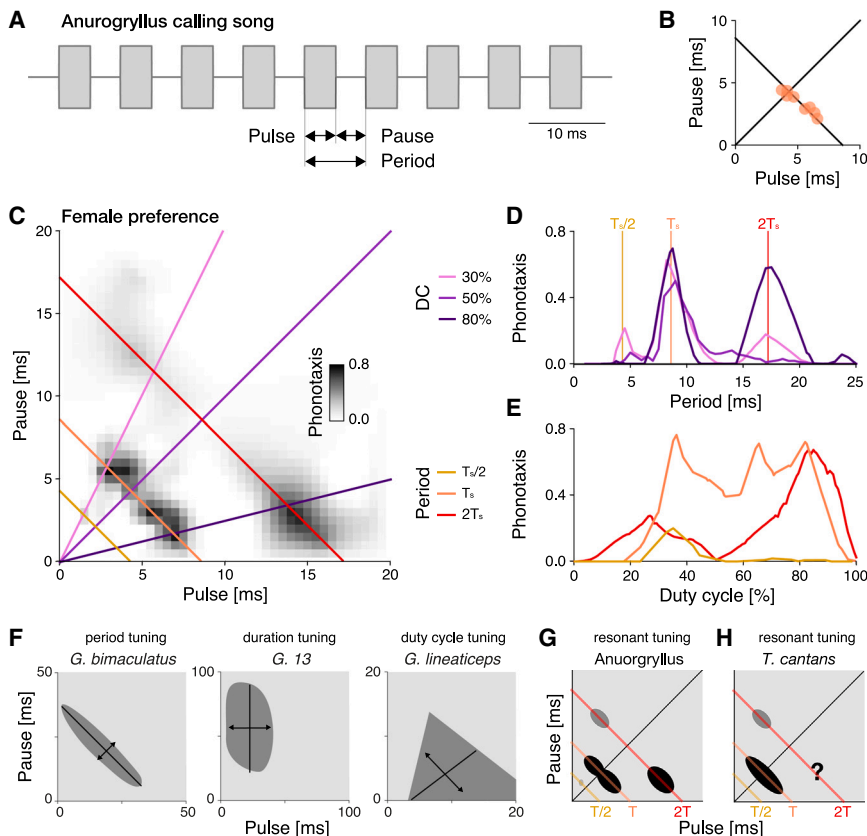 A
Anurogryllus calling song
Pulse
Pause
Period
10 ms
B
Pause [ms]
10
5
0
0
5
10
Pulse [ms]
C
Female preference
Pause [ms]
20
15
10
5
0
0
5
10
15
20
Pulse [ms]
Phonotaxis
0.8
0.0
DC
30%
50%
80%
Period
Ts/2
Ts
2Ts
D
Ts/2
Ts
2Ts
Phonotaxis
0.8
0.4
0.0
0
5
10
15
20
25
Period [ms]
E
Phonotaxis
0.8
0.4
0.0
0
20
40
60
80
100
Duty cycle [%]
F
period tuning
G. bimaculatus
duration tuning
G. 13
duty cycle tuning
G. lineaticeps
Pause [ms]
50
0
50
100
0
100
20
0
20
Pulse [ms]
G
resonant tuning
Anuorgryllus
Pause [ms]
T/2
T
2T
H
resonant tuning
T. cantans
?
T/2
T
2T
Pulse [ms]